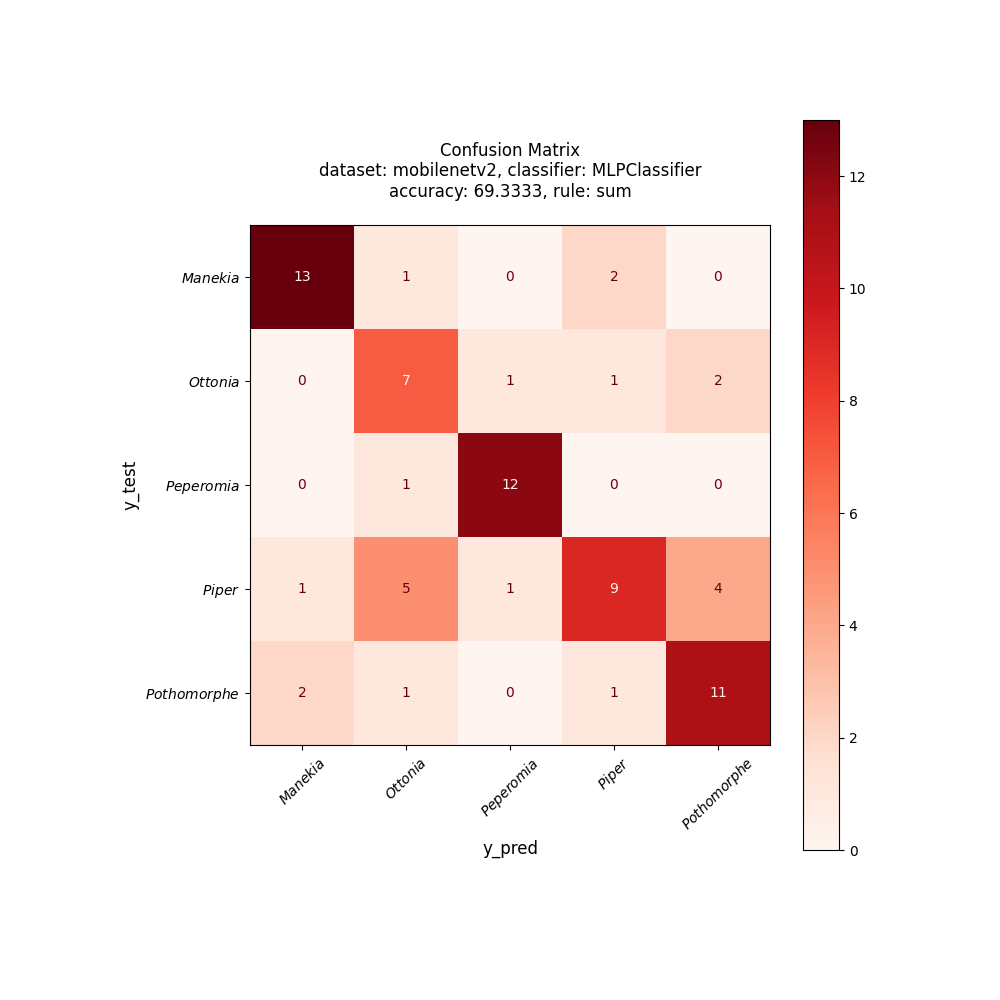 Confusion Matrix
dataset: mobilenetv2, classifier: MLPClassifier
accuracy: 69.3333, rule: sum
Manekia 13 1 0 2 0
Ottonia 0 7 1 1 2
Peperomia 0 1 12 0 0
Piper 1 5 1 9 4
Pothomorphe 2 1 0 1 11
y_test
Manekia Ottonia Peperomia Piper Pothomorphe
y_pred
12
10
8
6
4
2
0